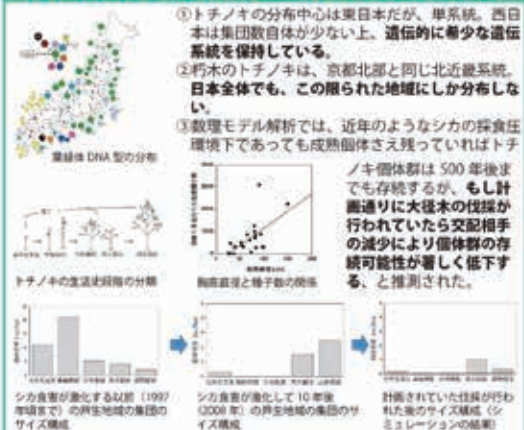 ①トチノキの分布中心は東日本だが、単系統。西日
本は集団数自体が少ない上、遺伝的に希少な遺伝
系統を保持している。
②朽木のトチノキは、京都北部と同じ北近畿系統。
日本全体でも、この限られた地域にしか分布しな
い。
③数理モデル解析では、近年のようなシカの採食圧
環境下であっても成熟個体さえ残っていればトチ
ノキ個体群は 500 年後ま
でも存続するが、もし計
画通りに大径木の伐採が
行われていたら交配相手
の減少により個体群の存
続可能性が著しく低下す
る、と推測された。
葉緑体 DNA 型の分布
トチノキの生活史段階の分類
胸高直径と種子数の関係
シカ食害が激化する以前（1997
年頃まで）の芦生地域の集団の
サイズ構成
シカ食害が激化して 10 年後
（2008 年）の芦生地域の集団のサ
イズ構成
計画されていた伐採が行わ
れた後のサイズ構成（シ
ミュレーションの結果）